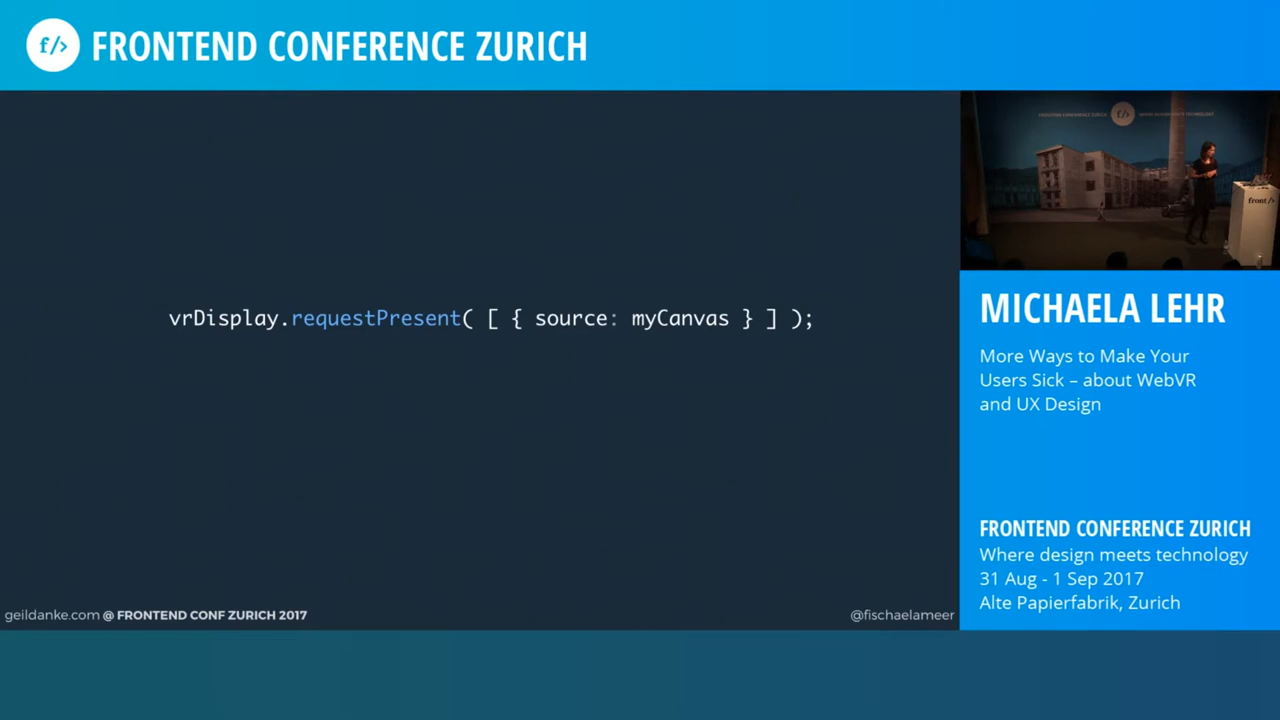 f/> FRONTEND CONFERENCE ZURICH
f/>
front/>
vrDisplay.requestPresent( [ { source: myCanvas } ] );
MICHAELA LEHR
More Ways to Make Your
Users Sick – about WebVR
and UX Design
FRONTEND CONFERENCE ZURICH
Where design meets technology
31 Aug - 1 Sep 2017
Alte Papierfabrik, Zurich
geildanke.com @ FRONTEND CONF ZURICH 2017
@fischaelameer